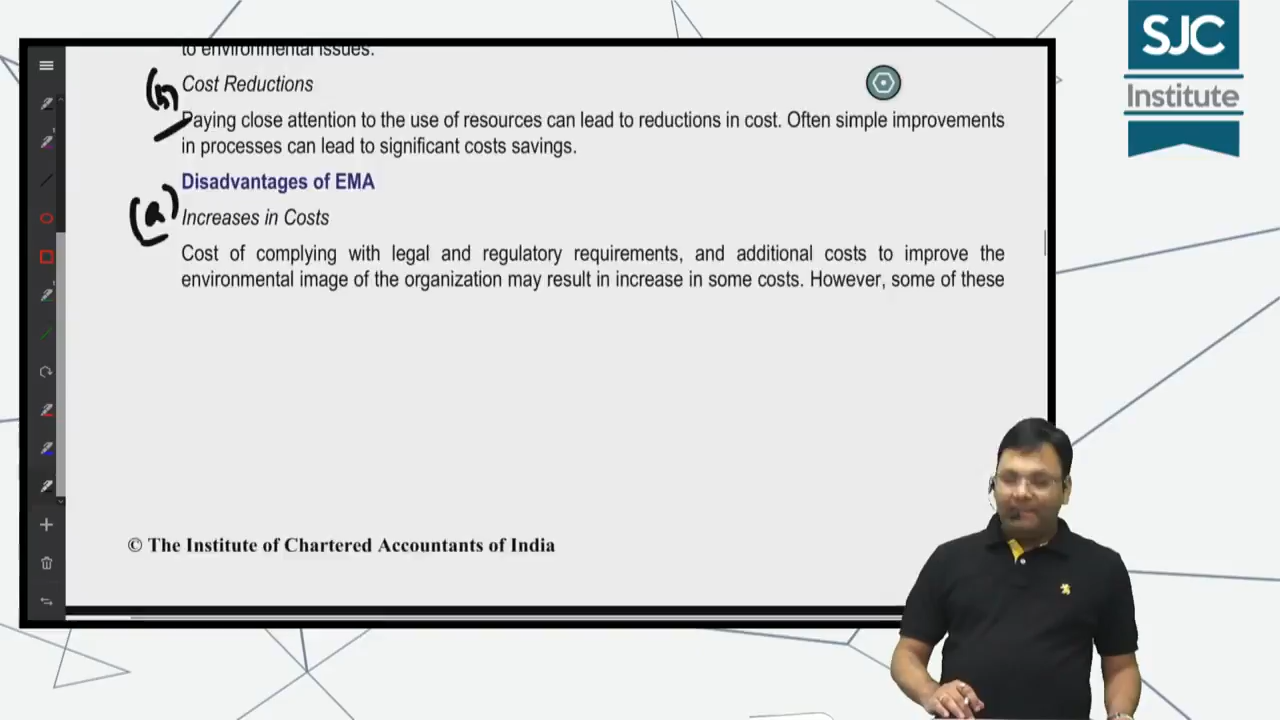 to environmental issues.
SJC
Institute
Cost Reductions
Paying close attention to the use of resources can lead to reductions in cost. Often simple improvements
in processes can lead to significant costs savings.
Disadvantages of EMA
(a)
Increases in Costs
Cost of complying with legal and regulatory requirements, and additional costs to improve the
environmental image of the organization may result in increase in some costs. However, some of these
© The Institute of Chartered Accountants of India